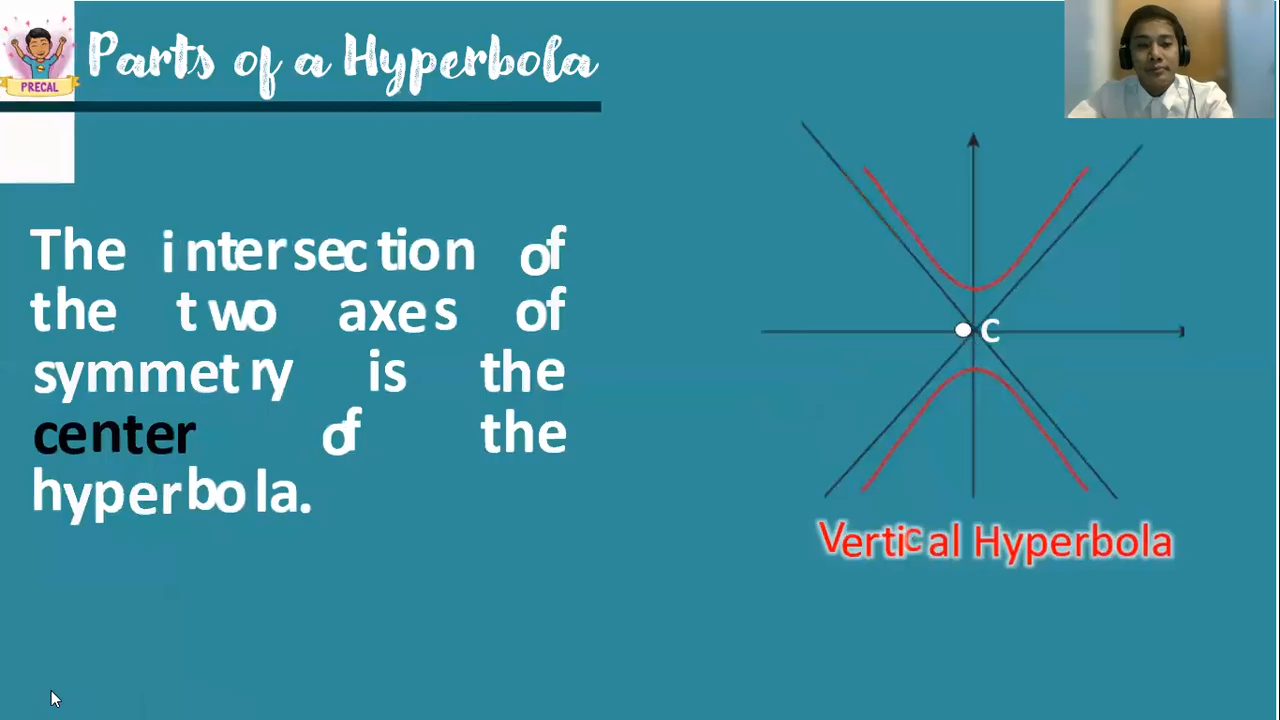 Parts of a Hyperbola
PRECAL
The intersection of
the two axes of
symmetry is the
center of the
hyperbola.
C
Vertical Hyperbola